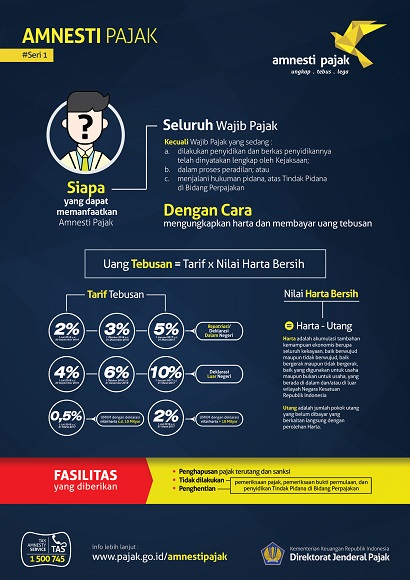 AMNESTI PAJAK
#Seri 1
amnesti pajak
ungkap . tebus . lega
?
Siapa
yang dapat
memanfaatkan
Amnesti Pajak
Seluruh Wajib Pajak
Kecuali Wajib Pajak yang sedang :
a. dilakukan penyidikan dan berkas penyidikannya
telah dinyatakan lengkap oleh Kejaksaan;
b. dalam proses peradilan; atau
c. menjalani hukuman pidana, atas Tindak Pidana
di Bidang Perpajakan
Dengan Cara
mengungkapkan harta dan membayar uang tebusan
Uang Tebusan = Tarif x Nilai Harta Bersih
Tarif Tebusan
2% 3% 5%
Repatriasi/
Deklarasi
Dalam Negeri
4% 6% 10%
Deklarasi
Luar Negeri
0,5%
UMKM dengan deklarasi
nilai harta s.d. 10 Milyar
2%
UMKM dengan deklarasi
nilai harta > 10 Milyar
Nilai Harta Bersih
= Harta - Utang
Harta adalah akumulasi tambahan
kemampuan ekonomis berupa
seluruh kekayaan, baik berwujud
maupun tidak berwujud, baik
bergerak maupun tidak bergerak,
baik yang digunakan untuk usaha
maupun bukan untuk usaha, yang
berada di dalam dan/atau di luar
wilayah Negara Kesatuan
Republik Indonesia
Utang adalah jumlah pokok utang
yang belum dibayar yang
berkaitan langsung dengan
perolehan Harta.
FASILITAS
yang diberikan
• Penghapusan pajak terutang dan sanksi
• Tidak dilakukan
• Penghentian
pemeriksaan pajak, pemeriksaan bukti permulaan, dan
penyidikan Tindak Pidana di Bidang Perpajakan
TAX
AMNESTY
SERVICE
TAS
1 500 745
Info lebih lanjut :
www.pajak.go.id/amnestipajak
Kementerian Keuangan Republik Indonesia
Direktorat Jenderal Pajak